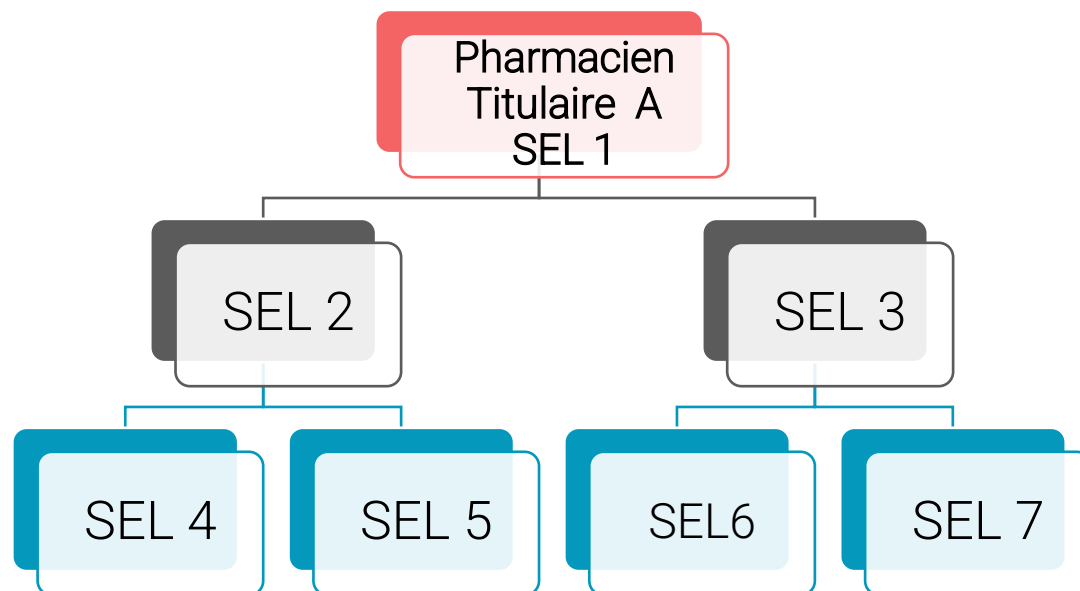 Pharmacien
Titulaire A
SEL 1
SEL 2
SEL 3
SEL 4
SEL 5
SEL6
SEL 7